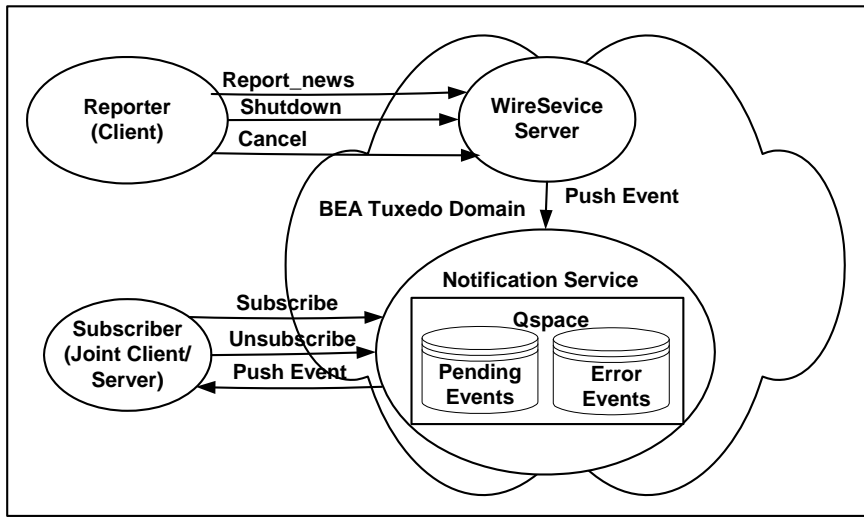 Report_news
Shutdown
Cancel
Reporter
(Client)
WireSevice
Server
BEA Tuxedo Domain
Push Event
Notification Service
Qspace
Pending
Events
Error
Events
Subscribe
Unsubscribe
Push Event
Subscriber
(Joint Client/
Server)